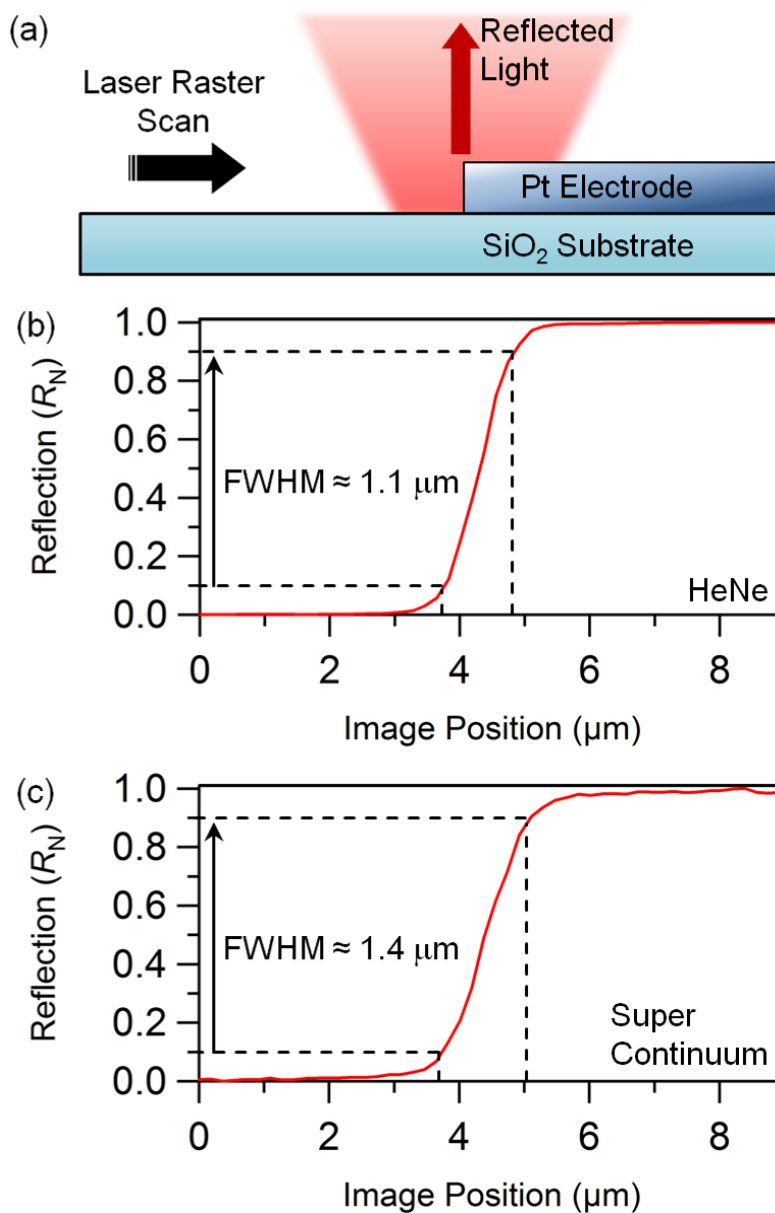 (a)
Reflected
Light
Laser Raster
Scan
Pt Electrode
SiO₂ Substrate
(b)
1.0
0.8
0.6
0.4
0.2
0.0
Reflection (R_N)
FWHM ≈ 1.1 μm
HeNe
0 2 4 6 8
Image Position (μm)
(c)
1.0
0.8
0.6
0.4
0.2
0.0
Reflection (R_N)
FWHM ≈ 1.4 μm
Super
Continuum
0 2 4 6 8
Image Position (μm)